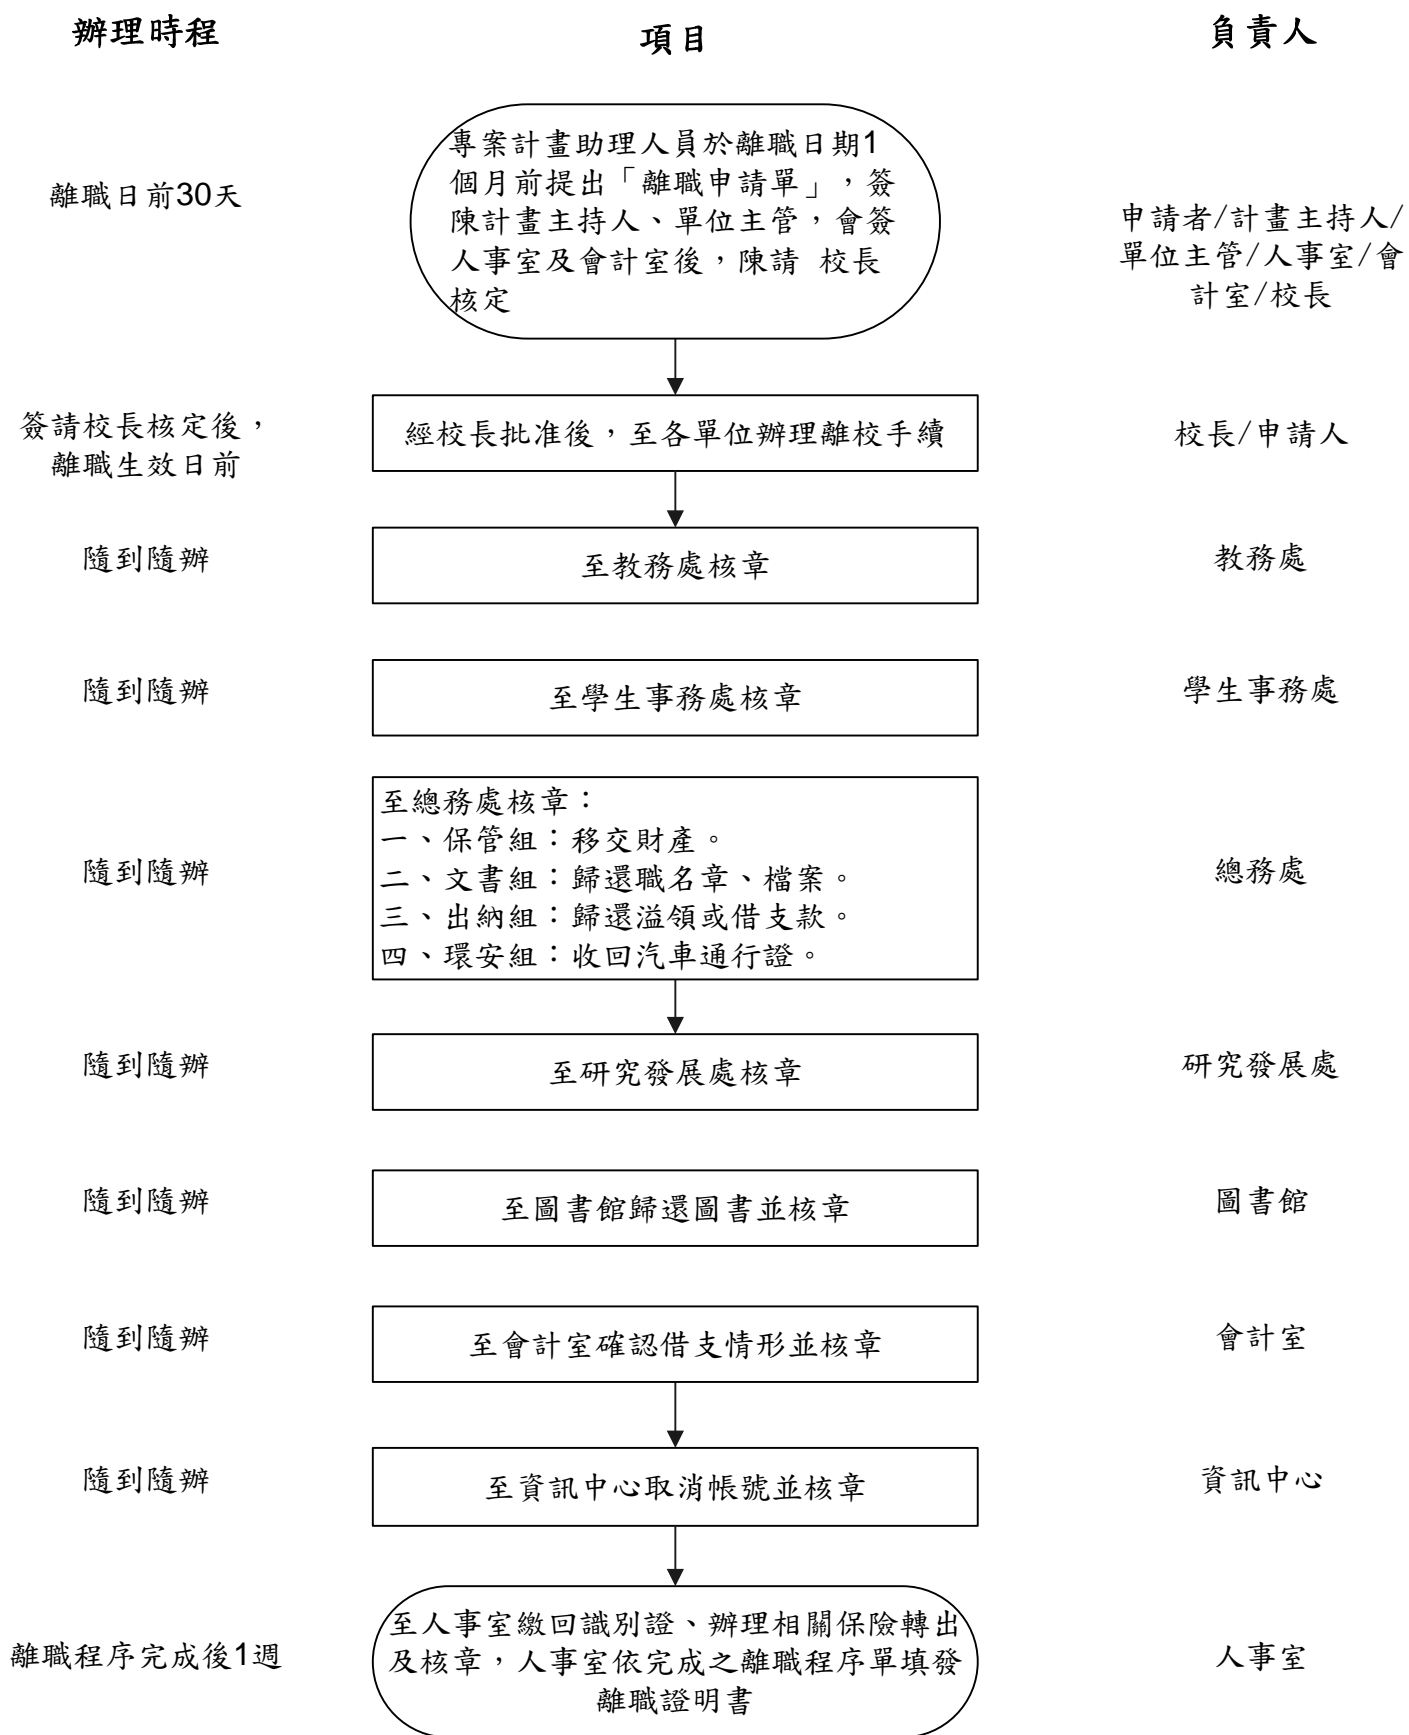 辦理時程
項目
負責人
離職日前30天
專案計畫助理人員於離職日期1
個月前提出「離職申請單」，簽
陳計畫主持人、單位主管，會簽
人事室及會計室後，陳請 校長
核定
申請者/計畫主持人/
單位主管/人事室/會
計室/校長
簽請校長核定後，
離職生效日前
經校長批准後，至各單位辦理離校手續
校長/申請人
隨到隨辦
至教務處核章
教務處
隨到隨辦
至學生事務處核章
學生事務處
隨到隨辦
至總務處核章：
一、保管組：移交財產。
二、文書組：歸還職名章、檔案。
三、出納組：歸還溢領或借支款。
四、環安組：收回汽車通行證。
總務處
隨到隨辦
至研究發展處核章
研究發展處
隨到隨辦
至圖書館歸還圖書並核章
圖書館
隨到隨辦
至會計室確認借支情形並核章
會計室
隨到隨辦
至資訊中心取消帳號並核章
資訊中心
離職程序完成後1週
至人事室繳回識別證、辦理相關保險轉出
及核章，人事室依完成之離職程序單填發
離職證明書
人事室